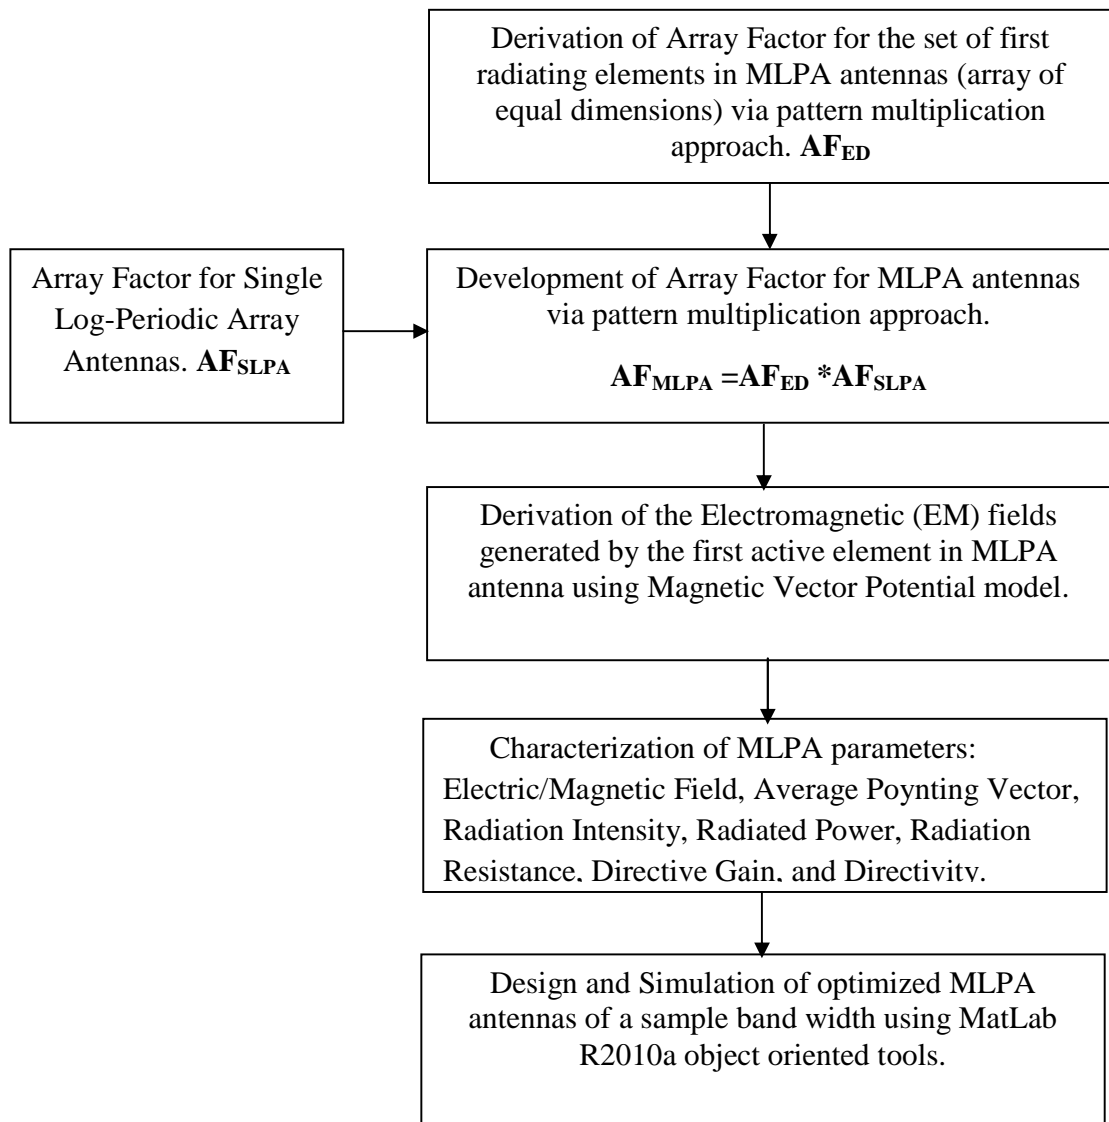 Derivation of Array Factor for the set of first
radiating elements in MLPA antennas (array of
equal dimensions) via pattern multiplication
approach. AF_ED
Array Factor for Single
Log-Periodic Array
Antennas. AF_SLPA
Development of Array Factor for MLPA antennas
via pattern multiplication approach.
AF_MLPA =AF_ED *AF_SLPA
Derivation of the Electromagnetic (EM) fields
generated by the first active element in MLPA
antenna using Magnetic Vector Potential model.
Characterization of MLPA parameters:
Electric/Magnetic Field, Average Poynting Vector,
Radiation Intensity, Radiated Power, Radiation
Resistance, Directive Gain, and Directivity.
Design and Simulation of optimized MLPA
antennas of a sample band width using MatLab
R2010a object oriented tools.